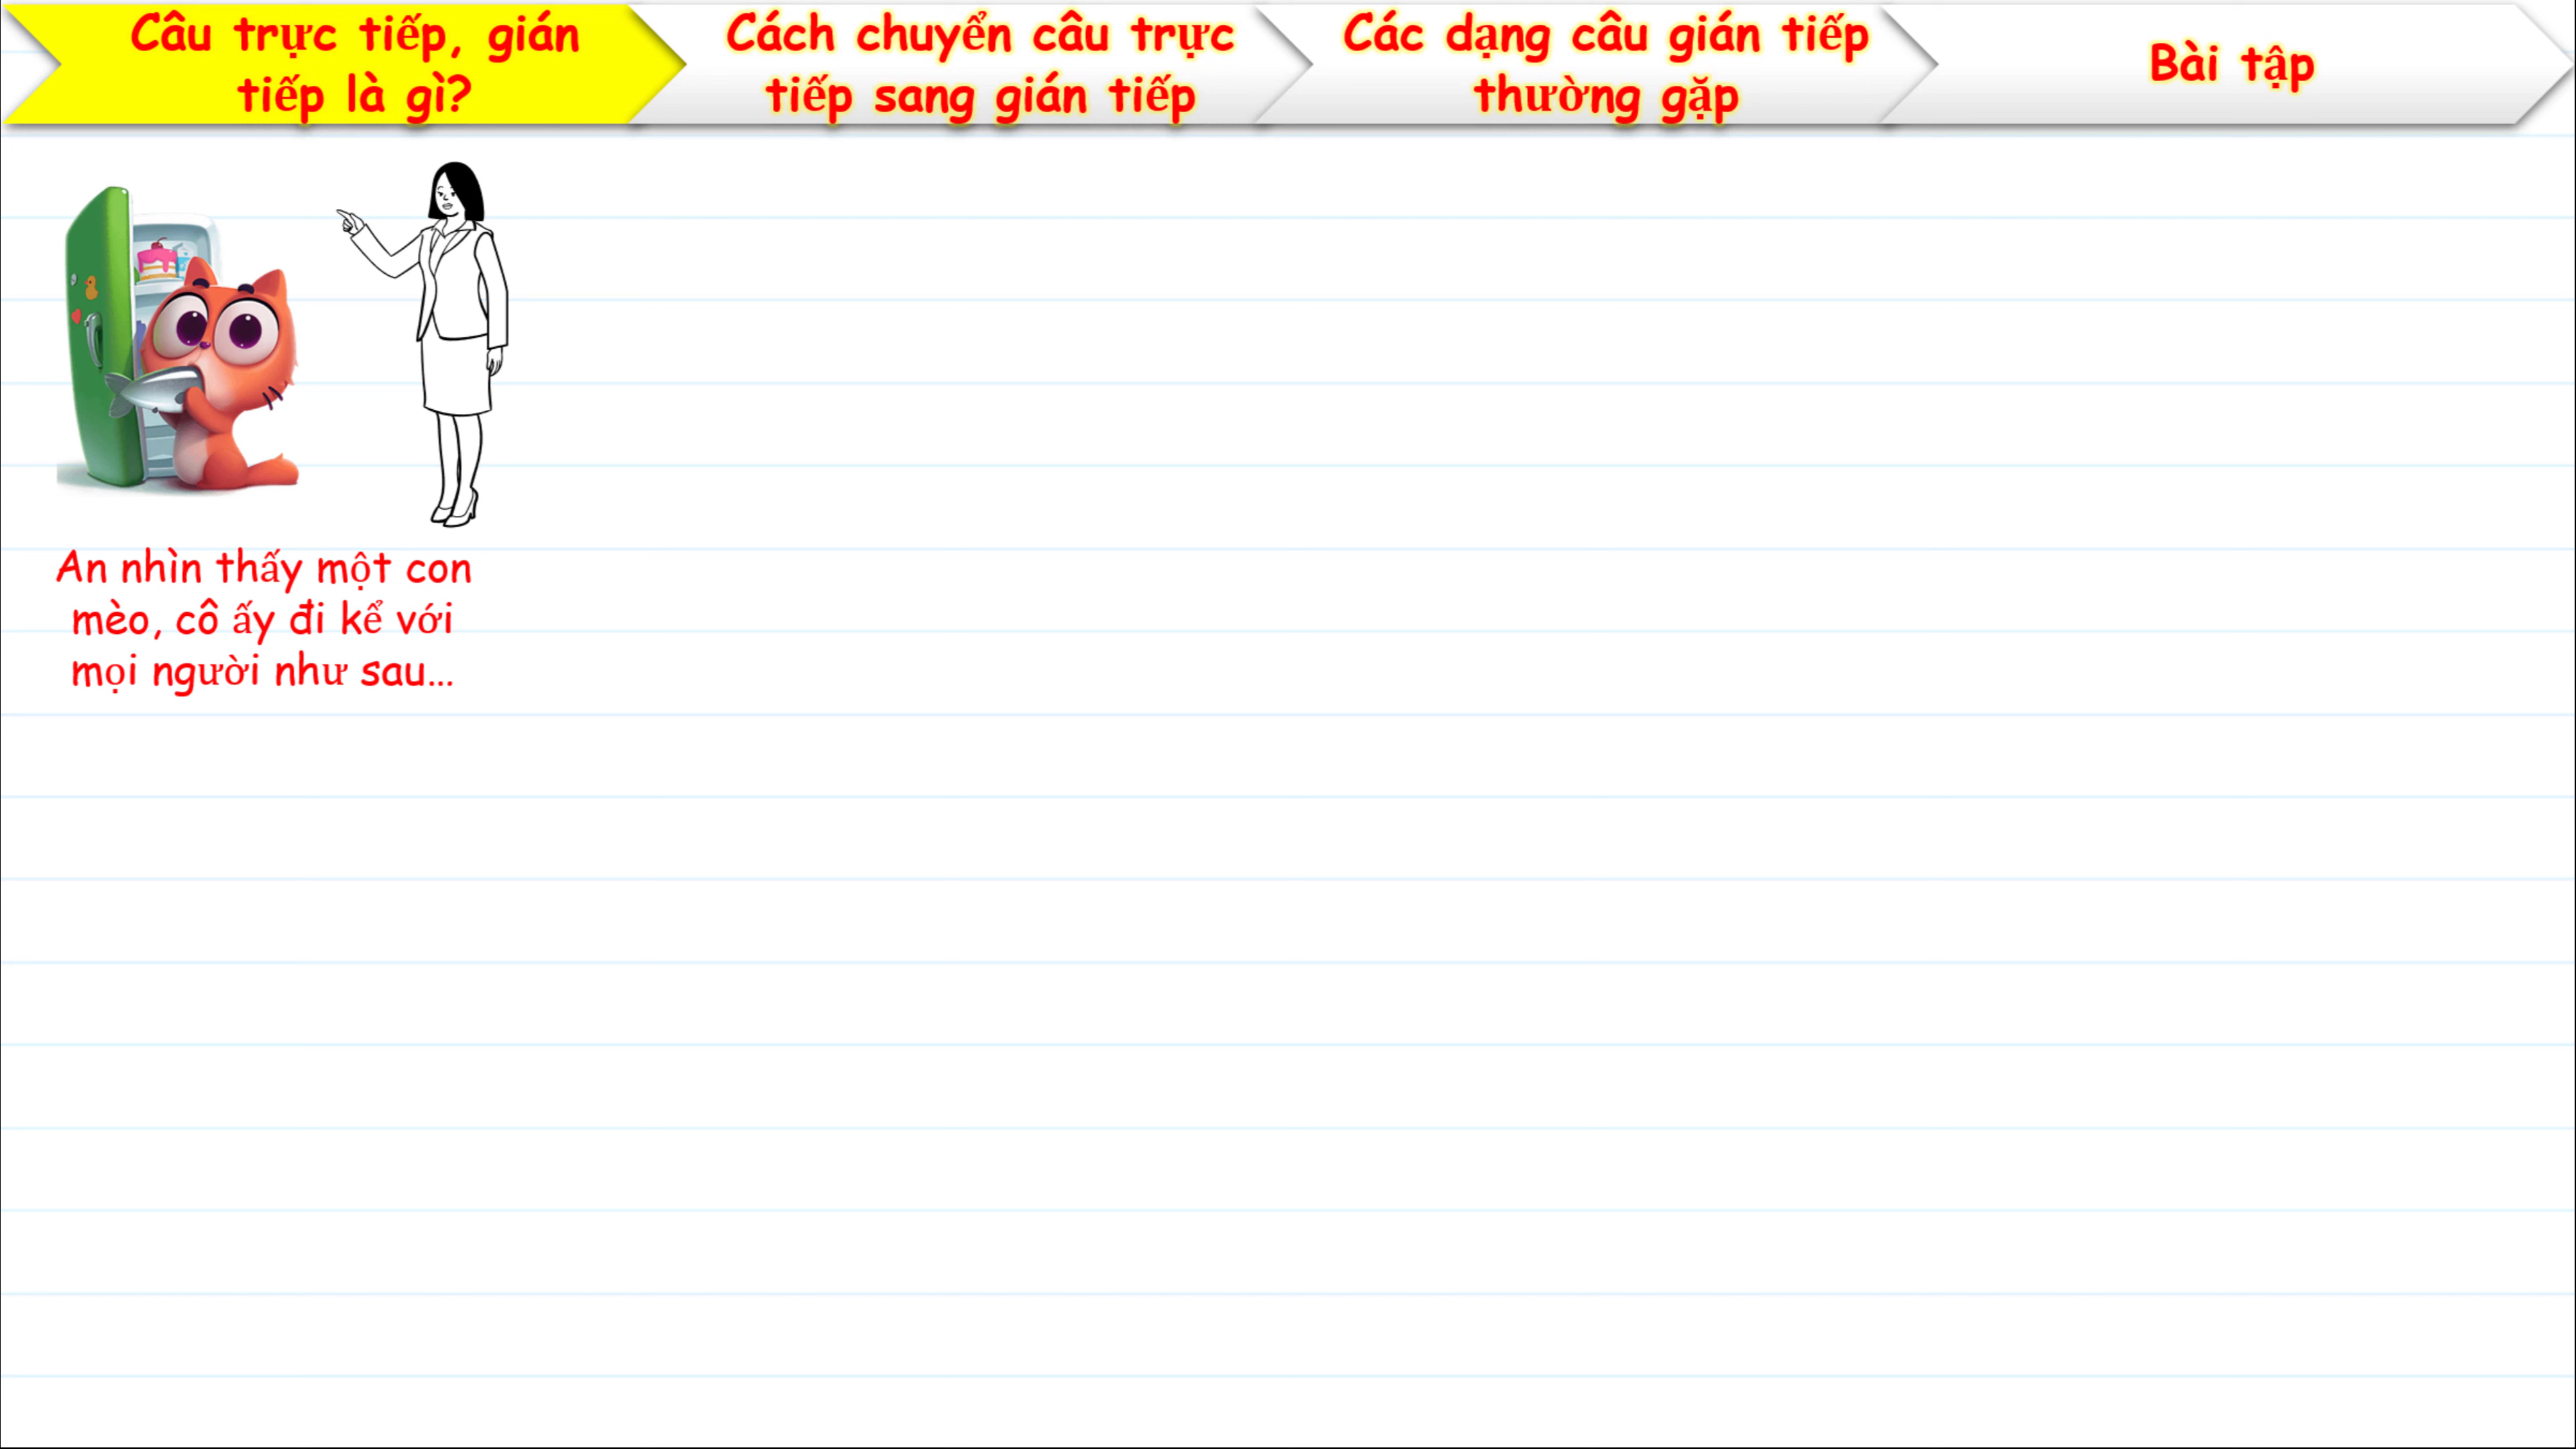 Câu trực tiếp, gián
tiếp là gì?
Cách chuyển câu trực
tiếp sang gián tiếp
Các dạng câu gián tiếp
thường gặp
Bài tập
An nhìn thấy một con
mèo, cô ấy đi kể với
mọi người như sau...